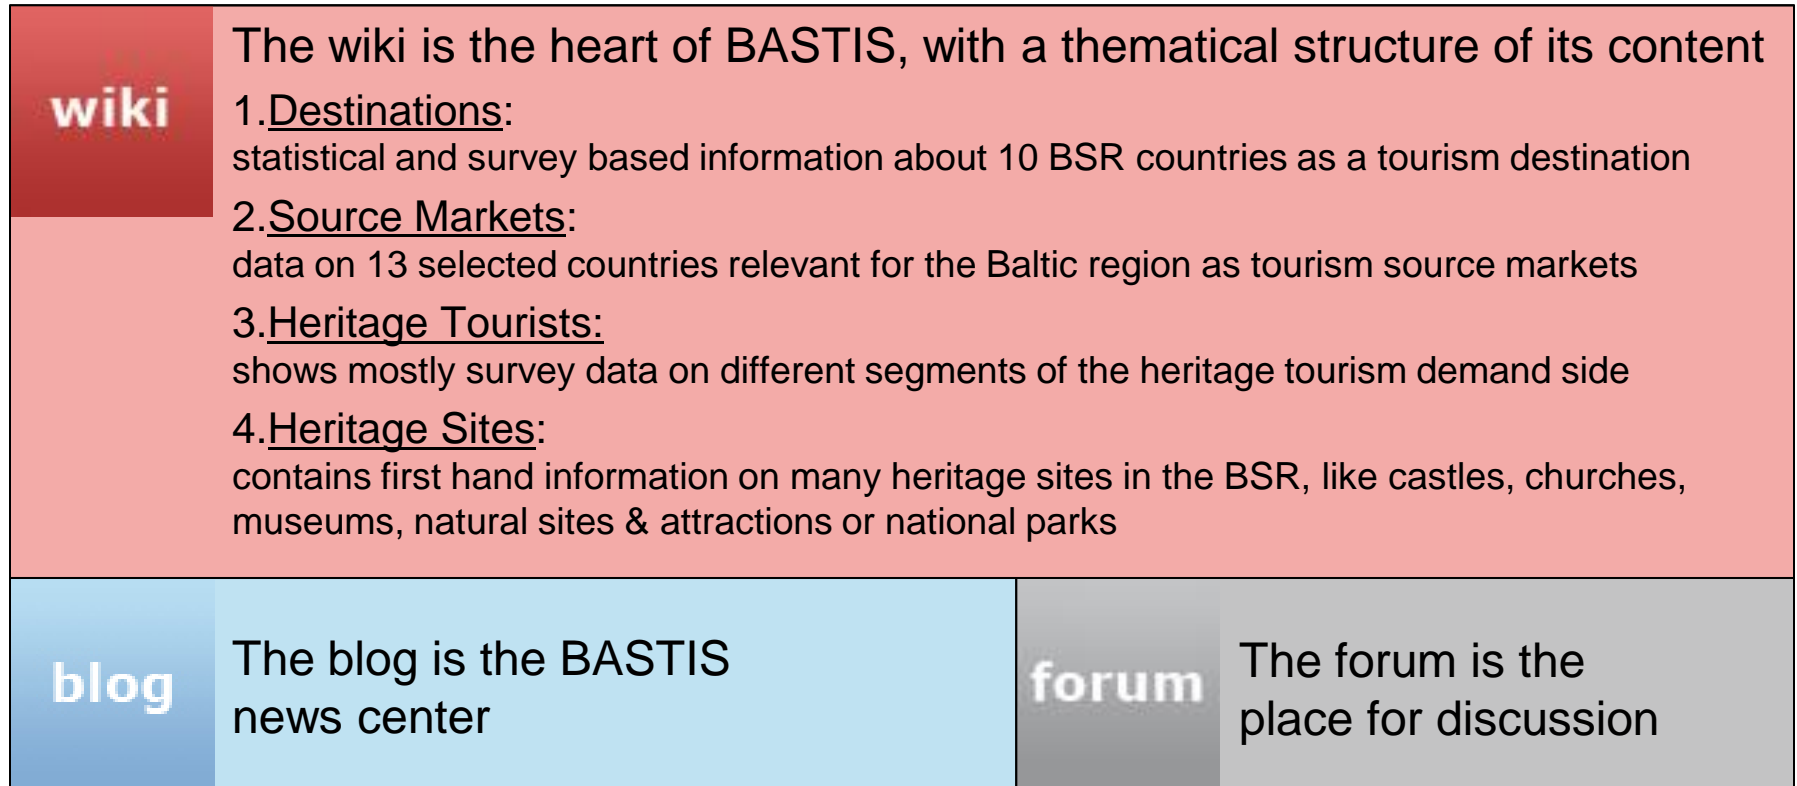 wiki
The wiki is the heart of BASTIS, with a thematical structure of its content
1.Destinations:
statistical and survey based information about 10 BSR countries as a tourism destination
2.Source Markets:
data on 13 selected countries relevant for the Baltic region as tourism source markets
3.Heritage Tourists:
shows mostly survey data on different segments of the heritage tourism demand side
4.Heritage Sites:
contains first hand information on many heritage sites in the BSR, like castles, churches,
museums, natural sites & attractions or national parks
blog
The blog is the BASTIS
news center
forum
The forum is the
place for discussion